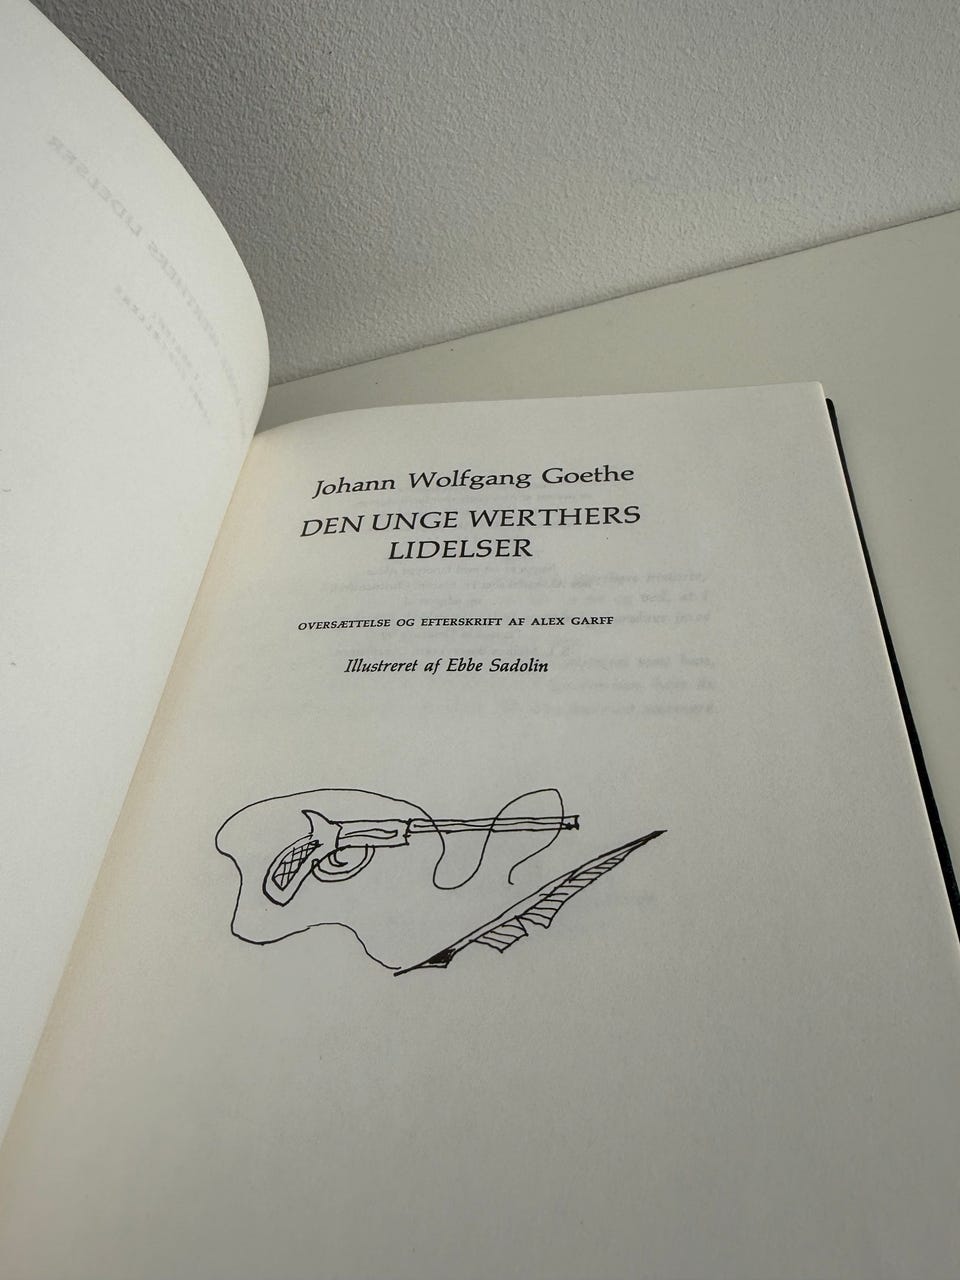 Johann Wolfgang Goethe
DEN UNGE WERTHERS
LIDELSER
OVERSÆTTELSE OG EFTERSKRIFT AF ALEX GARFF
Illustreret af Ebbe Sadolin